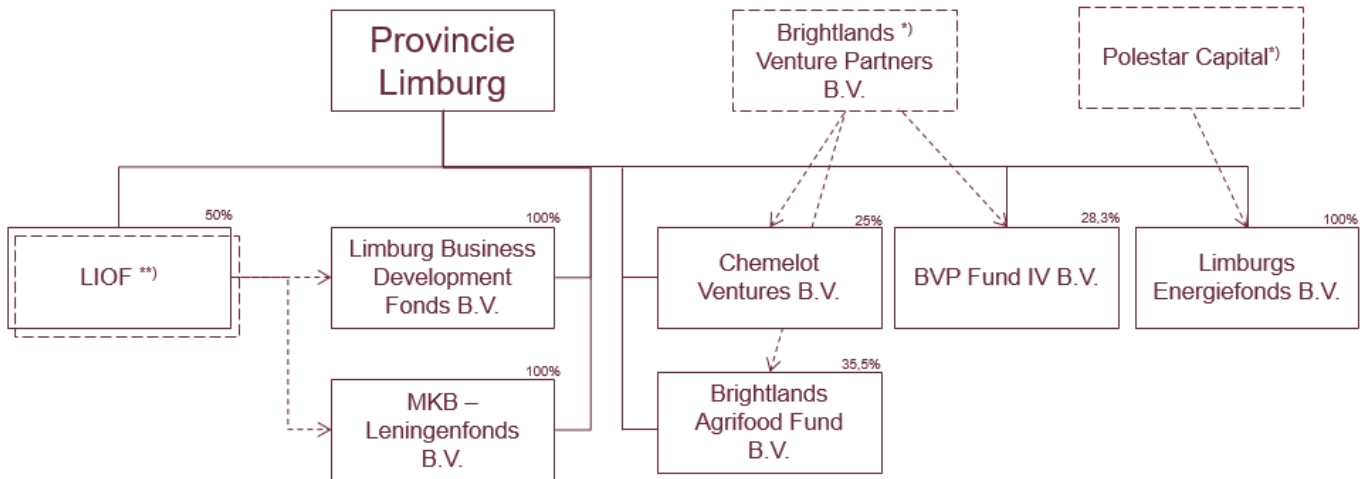 Provincie
Limburg
Brightlands *)
Venture Partners
B.V.
Polestar Capital*)
50%
LIOF **)
100%
Limburg Business
Development
Fonds B.V.
25%
Chemelot
Ventures B.V.
28,3%
BVP Fund IV B.V.
100%
Limburgs
Energiefonds B.V.
100%
MKB –
Leningenfonds
B.V.
35,5%
Brightlands
Agrifood Fund
B.V.